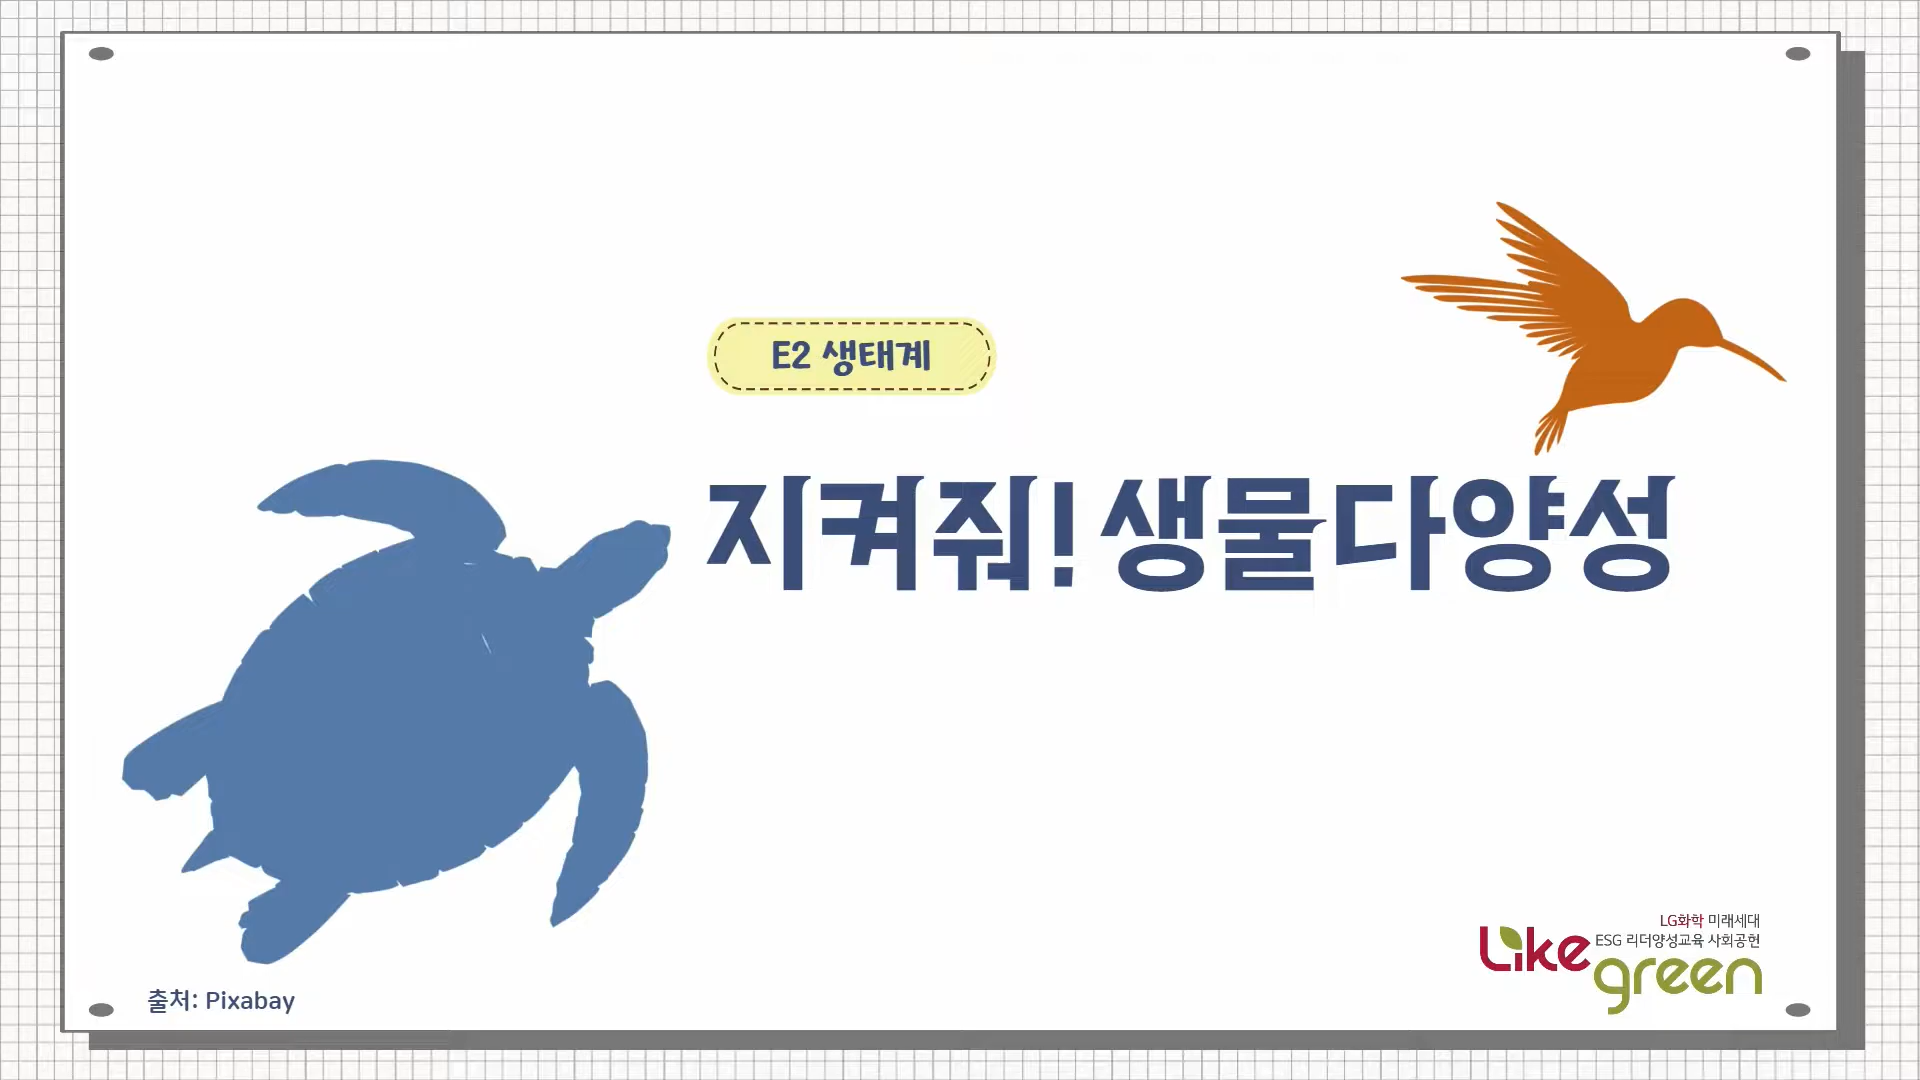 E2 생태계
지켜줘! 생물다양성
LG화학 미래세대
ESG 리더양성교육 사회공헌
Like
green
출처: Pixabay